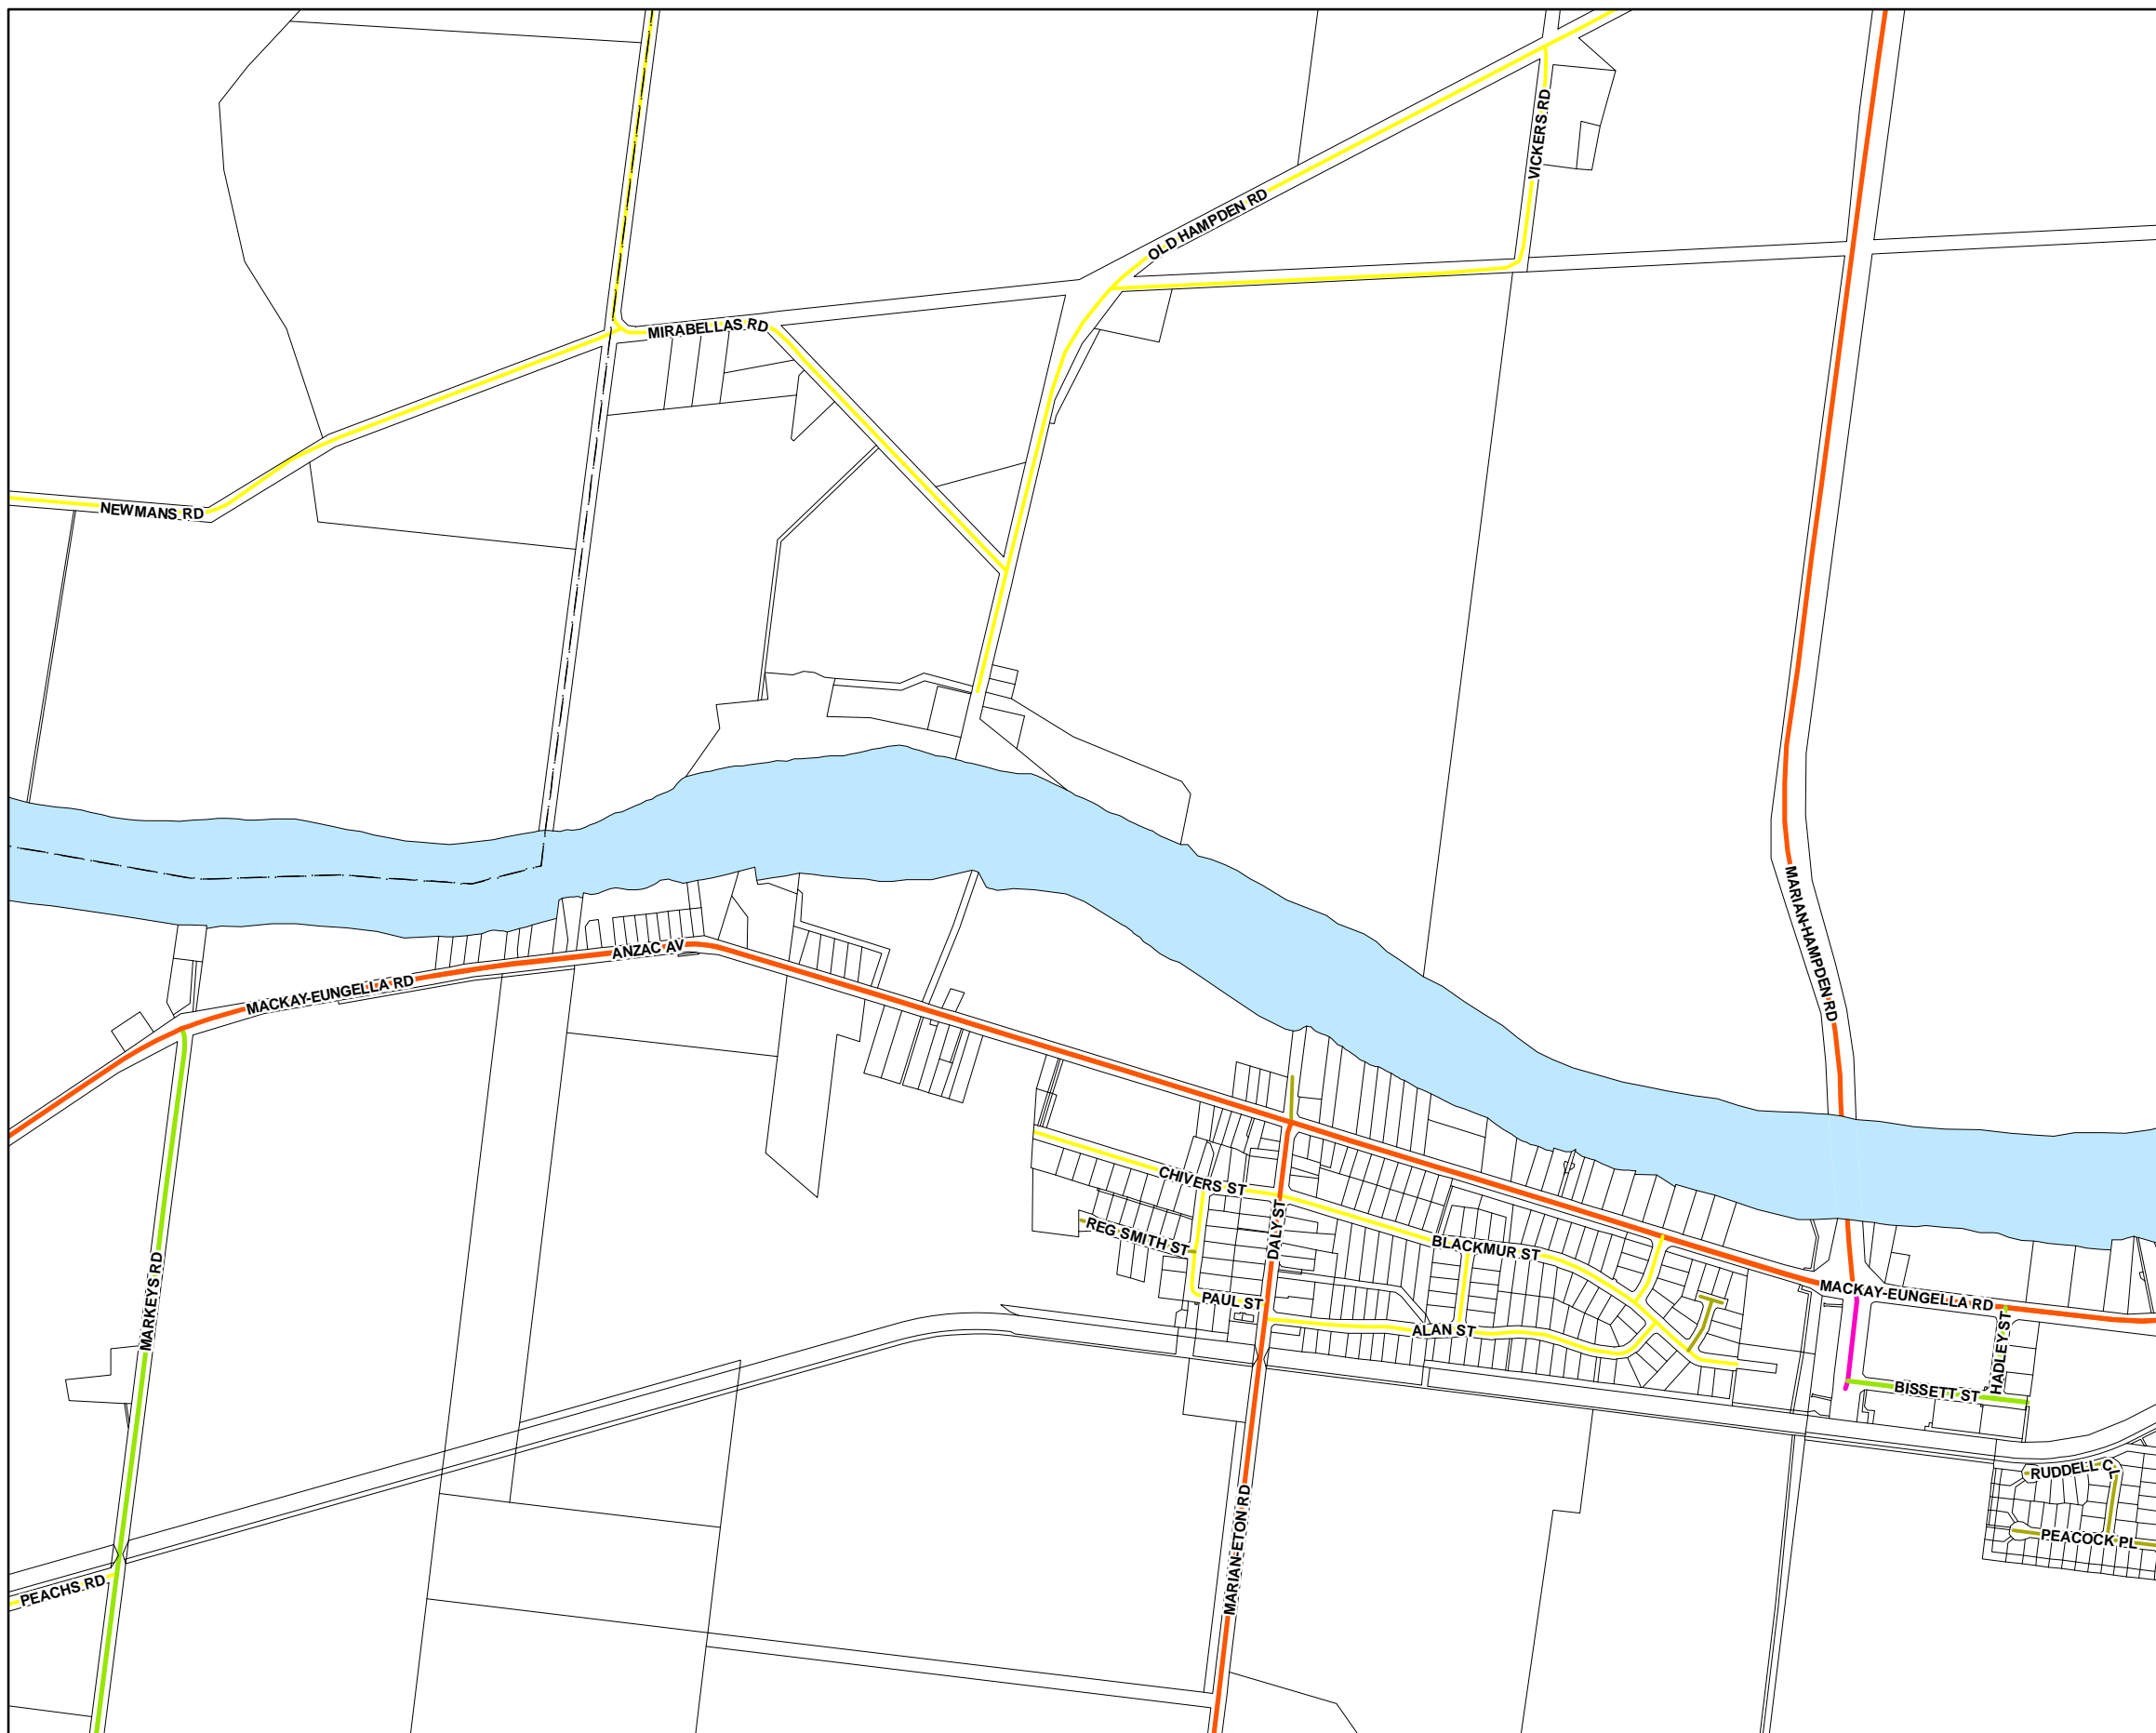 VICKERS RD
OLD HAMPDEN RD
MIRABELLAS RD
NEWMANS RD
MARIAN-HAMPDEN RD
ANZAC AV
MACKAY-EUNGELLA RD
CHIVERS ST
REG SMITH ST
DALY ST
BLACKMUR ST
MARKEYS RD
PAUL ST
MACKAY-EUNGELLA RD
ALAN ST
HADLEY ST
BISSETT ST
RUDDELL CL
PEACOCK PL
MARIAN-ETON RD
PEACHS RD